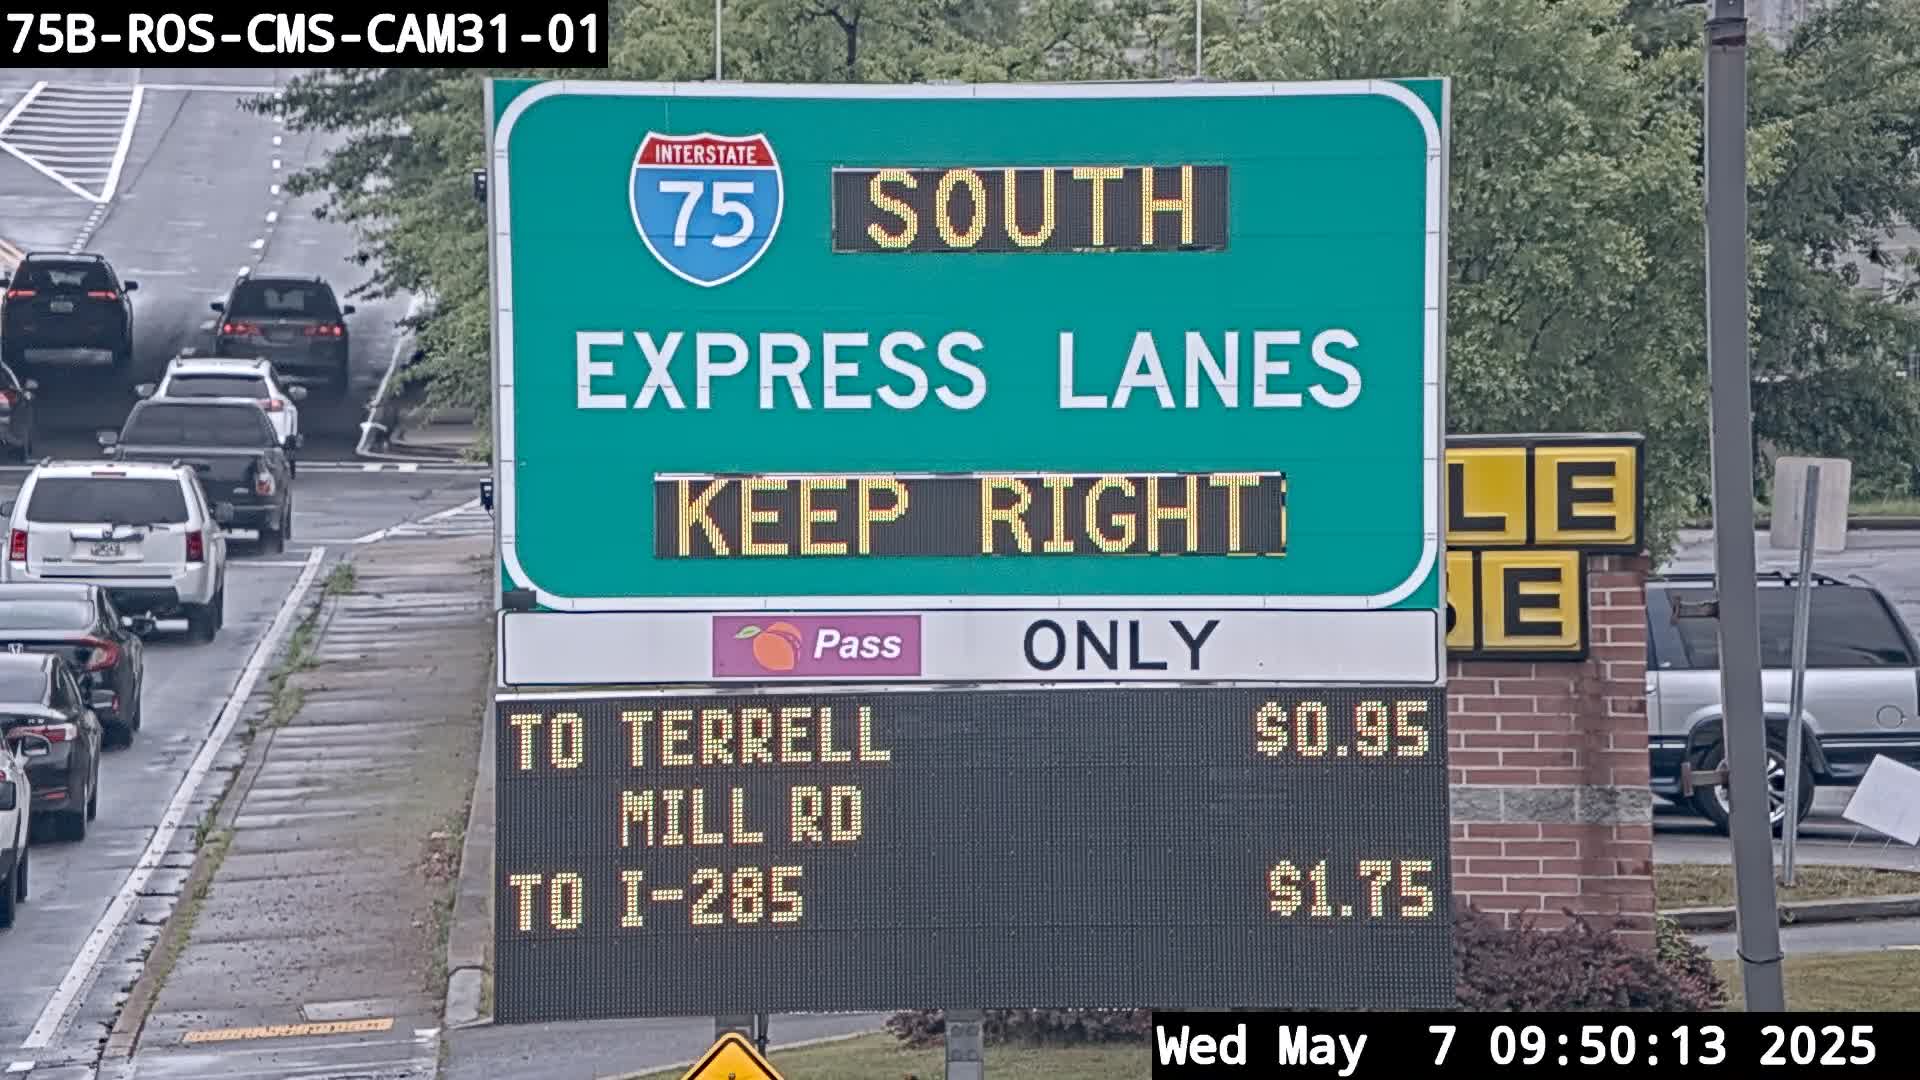 75B-ROS-CMS-CAM31-01
INTERSTATE
75
SOUTH
EXPRESS LANES
KEEP RIGHT
LE
E
Pass ONLY
TO TERRELL $0.95
MILL RD
TO I-285 $1.75
Wed May 7 09:50:13 2025